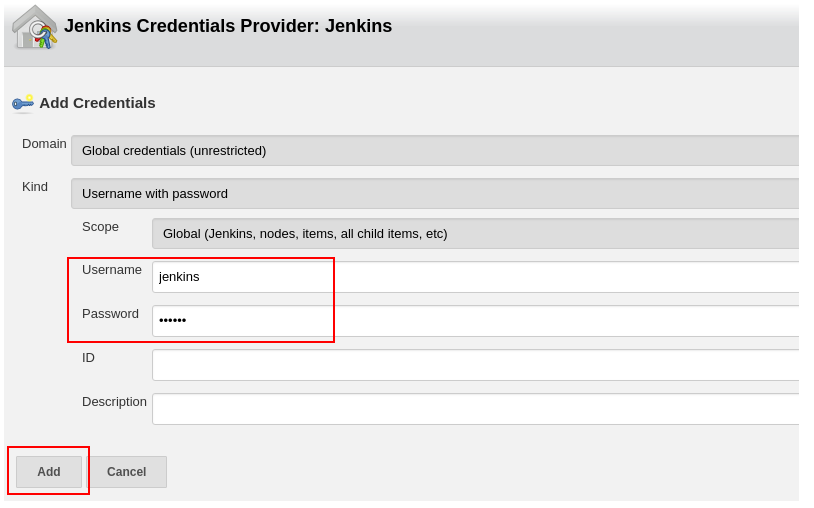 Jenkins Credentials Provider: Jenkins
Add Credentials
Domain
Global credentials (unrestricted)
Kind
Username with password
Scope
Global (Jenkins, nodes, items, all child items, etc)
Username
jenkins
Password
••••••
ID
Description
Add
Cancel